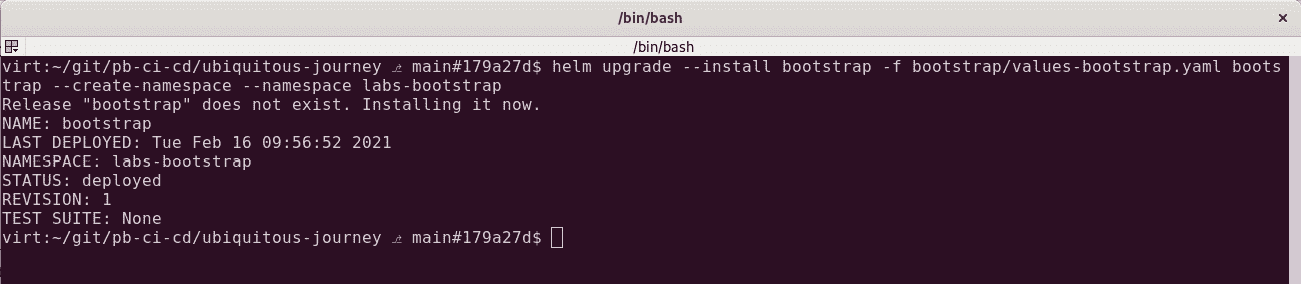 /bin/bash
/bin/bash
virt:~/git/pb-ci-cd/ubiquitous-journey ⎇ main#179a27d$ helm upgrade --install bootstrap -f bootstrap/values-bootstrap.yaml boots
trap --create-namespace --namespace labs-bootstrap
Release "bootstrap" does not exist. Installing it now.
NAME: bootstrap
LAST DEPLOYED: Tue Feb 16 09:56:52 2021
NAMESPACE: labs-bootstrap
STATUS: deployed
REVISION: 1
TEST SUITE: None
virt:~/git/pb-ci-cd/ubiquitous-journey ⎇ main#179a27d$